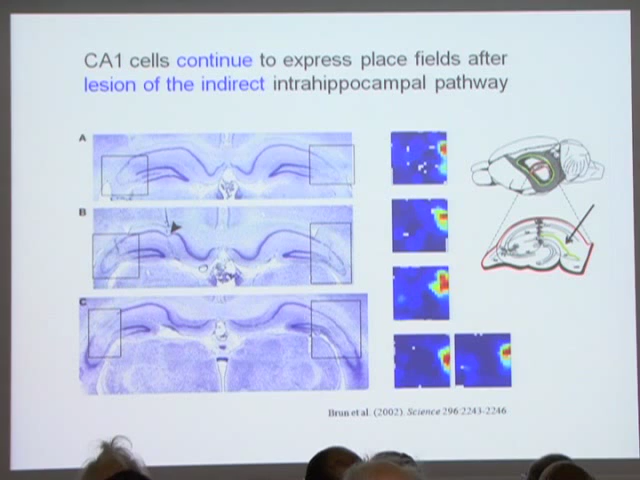 CA1 cells continue to express place fields after
lesion of the indirect intrahippocampal pathway
A
B
C
Brun et al. (2002). Science 296:2243-2246